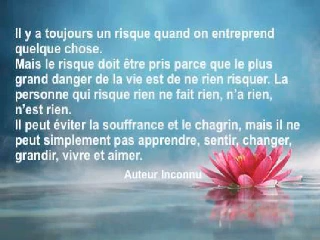 Il y a toujours un risque quand on entreprend
quelque chose.
Mais le risque doit être pris parce que le plus
grand danger de la vie est de ne rien risquer. La
personne qui risque rien ne fait rien, n'a rien,
n'est rien.
Il peut éviter la souffrance et le chagrin, mais il ne
peut simplement pas apprendre, sentir, changer,
grandir, vivre et aimer.
Auteur Inconnu